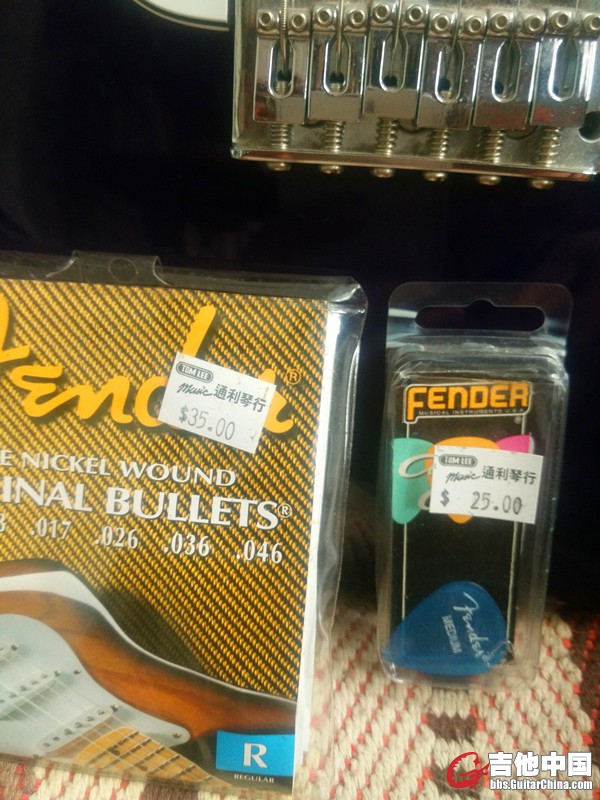 Fender®
TOM LEE
Music 通利琴行
$35.00
E NICKEL WOUND
INAL BULLETS®
.017 .026 .036 .046
R
REGULAR
FENDER®
MUSICAL INSTRUMENTS U.S.A.
TOM LEE
Music 通利琴行
$ 25.00
Fender
MEDIUM
吉他中国
bbs.GuitarChina.com